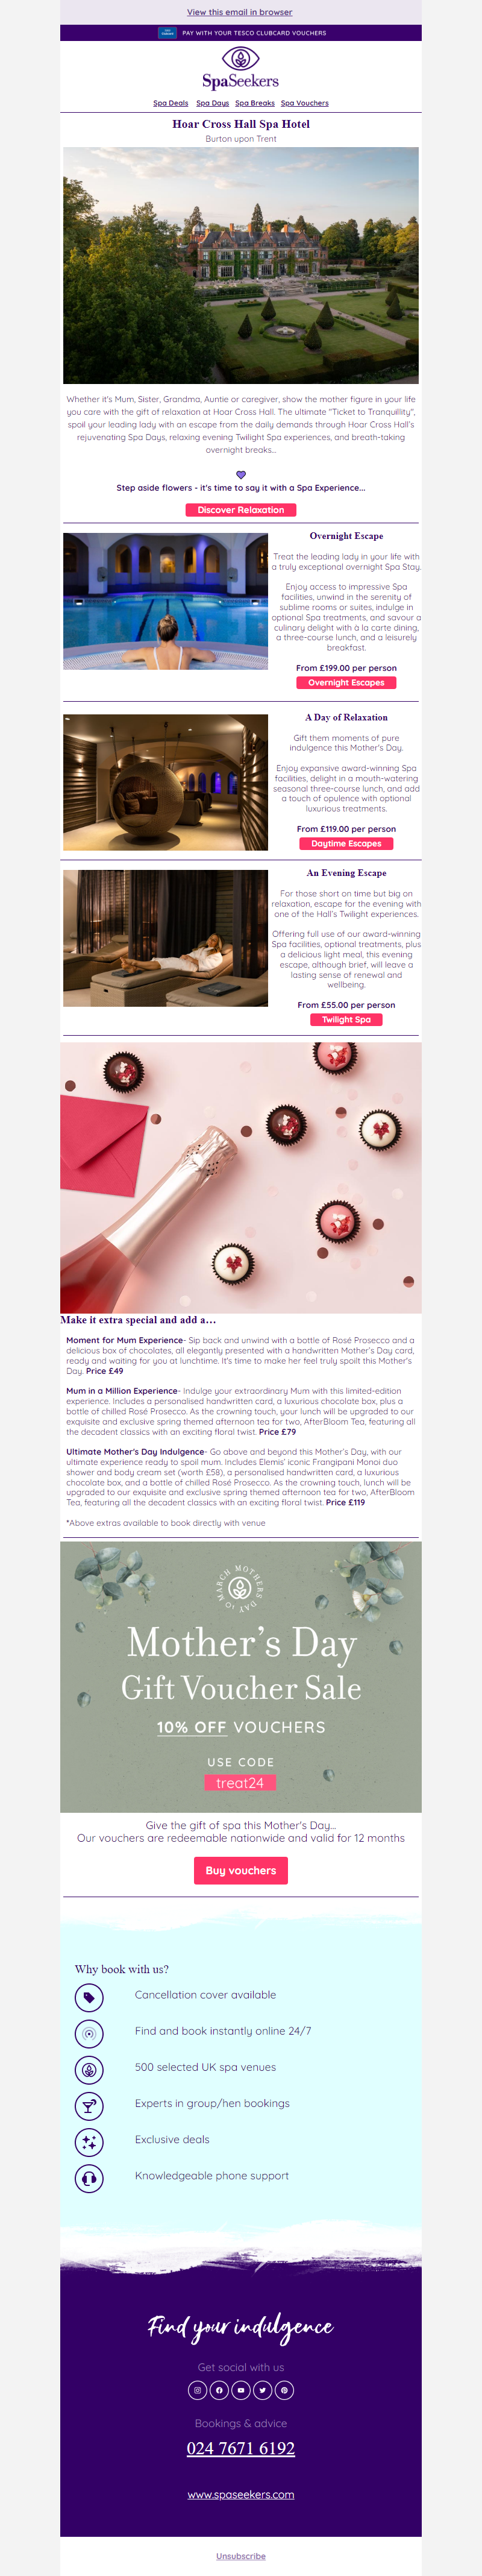 View this email in browser
PAY WITH YOUR TESCO CLUBCARD VOUCHERS
SpaSeekers
Spa Deals Spa Days Spa Breaks Spa Vouchers
Hoar Cross Hall Spa Hotel
Burton upon Trent
Whether it's Mum, Sister, Grandma, Auntie or caregiver, show the mother figure in your life
you care with the gift of relaxation at Hoar Cross Hall. The ultimate "Ticket to Tranquillity",
spoil your leading lady with an escape from the daily demands through Hoar Cross Hall's
rejuvenating Spa Days, relaxing evening Twilight Spa experiences, and breath-taking
overnight breaks...
Step aside flowers - it's time to say it with a Spa Experience...
Discover Relaxation
Overnight Escape
Treat the leading lady in your life with
a truly exceptional overnight Spa Stay.
Enjoy access to impressive Spa
facilities, unwind in the serenity of
sublime rooms or suites, indulge in
optional Spa treatments, and savour a
culinary delight with à la carte dining,
a three-course lunch, and a leisurely
breakfast.
From £199.00 per person
Overnight Escapes
A Day of Relaxation
Gift them moments of pure
indulgence this Mother's Day.
Enjoy expansive award-winning Spa
facilities, delight in a mouth-watering
seasonal three-course lunch, and add
a touch of opulence with optional
luxurious treatments.
From £119.00 per person
Daytime Escapes
An Evening Escape
For those short on time but big on
relaxation, escape for the evening with
one of the Hall's Twilight experiences.
Offering full use of our award-winning
Spa facilities, optional treatments, plus
a delicious light meal, this evening
escape, although brief, will leave a
lasting sense of renewal and
wellbeing.
From £55.00 per person
Twilight Spa
Make it extra special and add a…
Moment for Mum Experience- Sip back and unwind with a bottle of Rosé Prosecco and a
delicious box of chocolates, all elegantly presented with a handwritten Mother's Day card,
ready and waiting for you at lunchtime. It's time to make her feel truly spoilt this Mother's
Day. Price £49
Mum in a Million Experience- Indulge your extraordinary Mum with this limited-edition
experience. Includes a personalised handwritten card, a luxurious chocolate box, plus a
bottle of chilled Rosé Prosecco. As the crowning touch, your lunch will be upgraded to our
exquisite and exclusive spring themed afternoon tea for two, AfterBloom Tea, featuring all
the decadent classics with an exciting floral twist. Price £79
Ultimate Mother's Day Indulgence- Go above and beyond this Mother's Day, with our
ultimate experience ready to spoil mum. Includes Elemis' iconic Frangipani Monoi duo
shower and body cream set (worth £58), a personalised handwritten card, a luxurious
chocolate box, and a bottle of chilled Rosé Prosecco. As the crowning touch, lunch will be
upgraded to our exquisite and exclusive spring themed afternoon tea for two, AfterBloom
Tea, featuring all the decadent classics with an exciting floral twist. Price £119
*Above extras available to book directly with venue
MOTHERS DAY 10 MARCH
Mother's Day
Gift Voucher Sale
10% OFF VOUCHERS
USE CODE
treat24
Give the gift of spa this Mother's Day...
Our vouchers are redeemable nationwide and valid for 12 months
Buy vouchers
Why book with us?
Cancellation cover available
Find and book instantly online 24/7
500 selected UK spa venues
Experts in group/hen bookings
Exclusive deals
Knowledgeable phone support
Find your indulgence
Get social with us
Bookings & advice
024 7671 6192
www.spaseekers.com
Unsubscribe